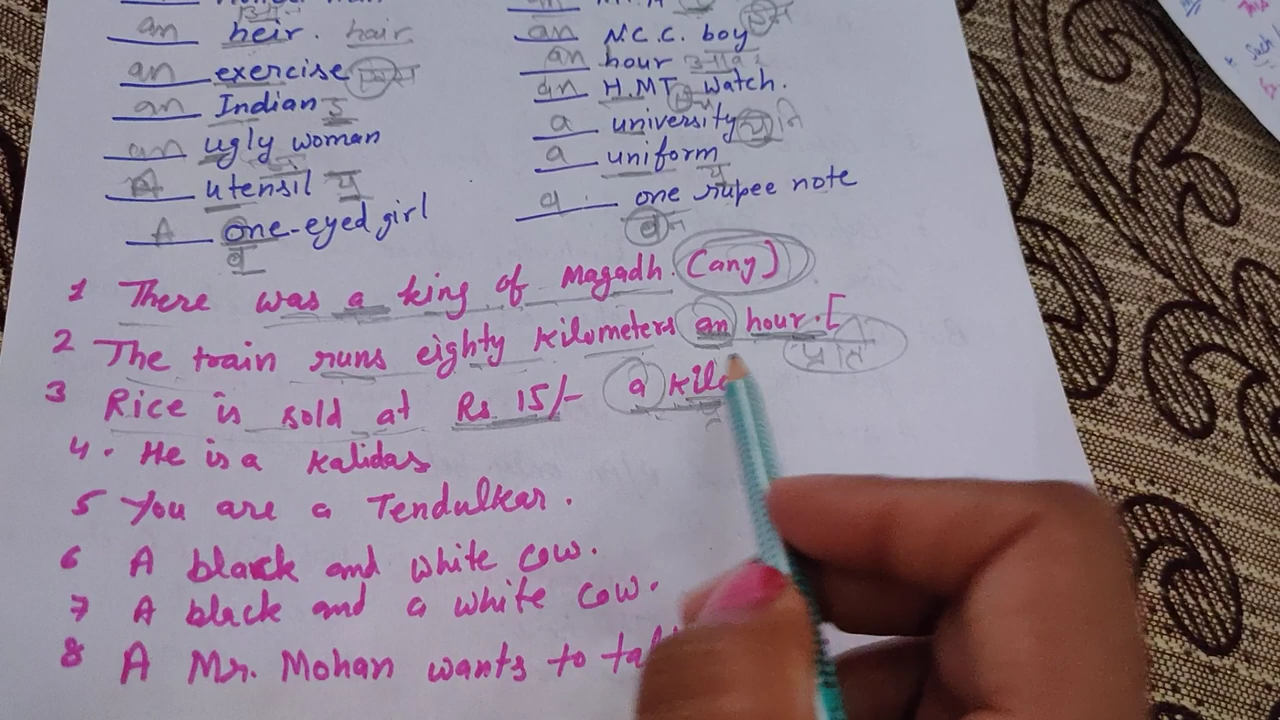 an heir. hair
an exercise
an Indian इ
an ugly woman
A utensil यू
A one-eyed girl
व
an N.C.C. boy
an hour
an H.M.T watch.
a university
a uniform यू
a one rupee note
1 There was a king of Magadh. (any)
2 The train runs eighty kilometers an hour. [
प्रति
3 Rice is sold at Rs 15/- a kilo
4. He is a Kalidas
5 You are a Tendulkar.
6 A black and white cow.
7 A black and a white cow.
8 A Mr. Mohan wants to